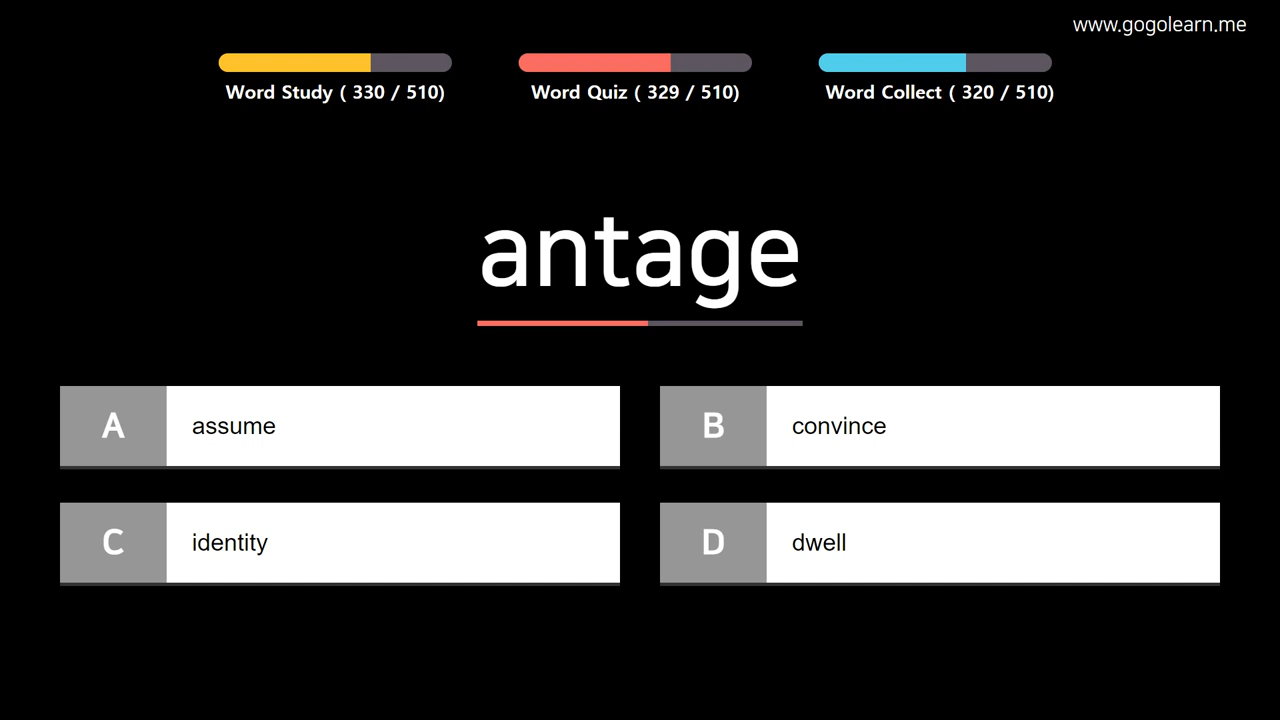 www.gogolearn.me
Word Study ( 330 / 510)
Word Quiz ( 329 / 510)
Word Collect ( 320 / 510)
antage
A assume
B convince
C identity
D dwell